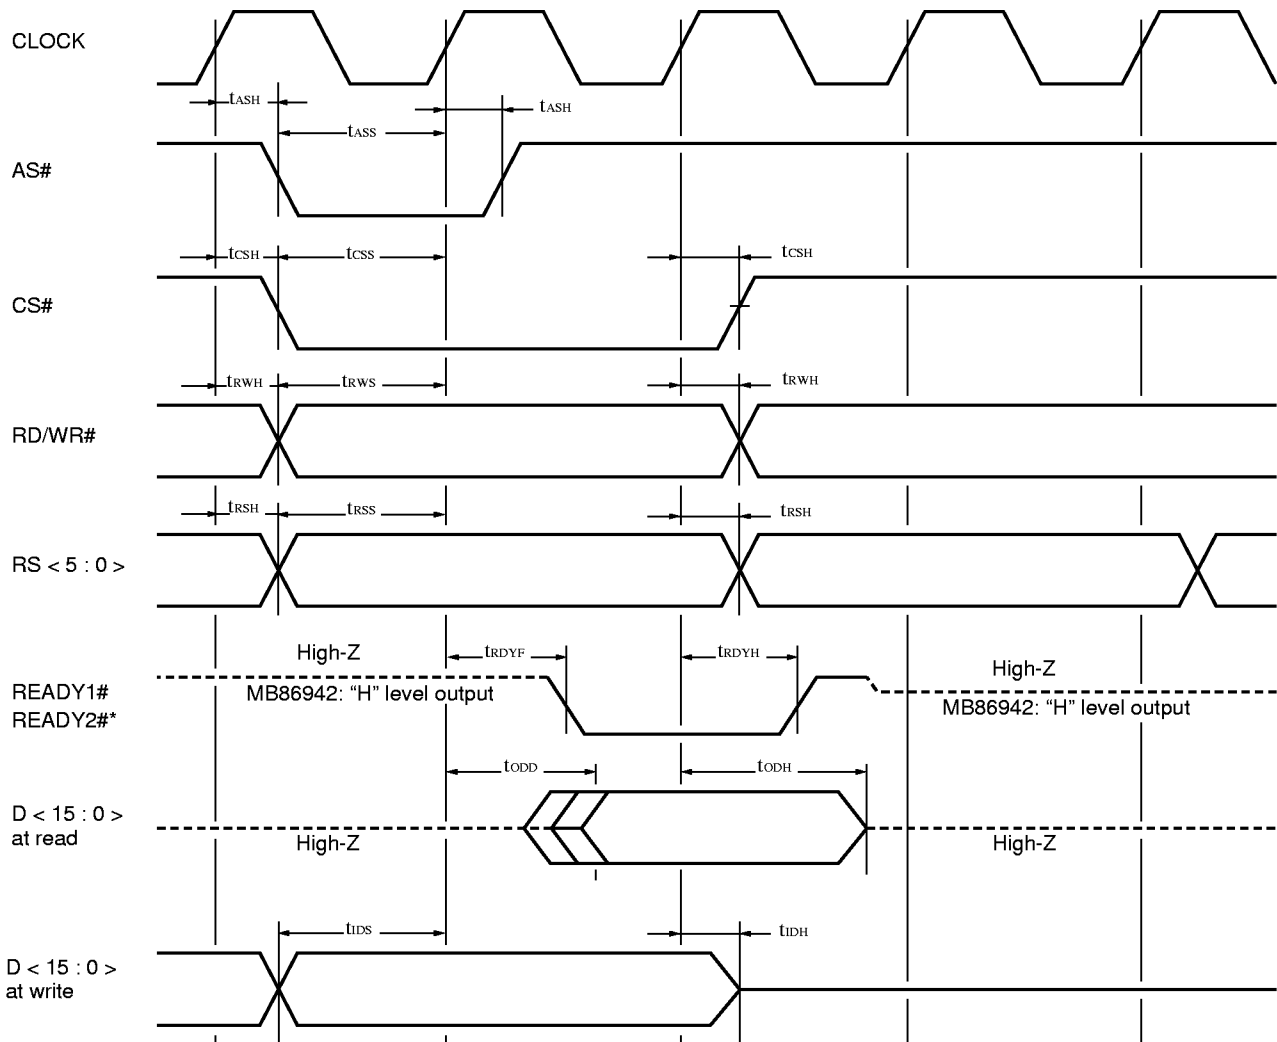 CLOCK
tASH
tASH
tASS
AS#
tCSH
tCSS
tCSH
CS#
tRWH
tRWS
tRWH
RD/WR#
tRSH
tRSS
tRSH
RS < 5 : 0 >
High-Z
tRDYF
tRDYH
High-Z
READY1#
MB86942: “H” level output
MB86942: “H” level output
READY2#*
tODD
tODH
D < 15 : 0 >
at read
High-Z
High-Z
tIDS
tIDH
D < 15 : 0 >
at write